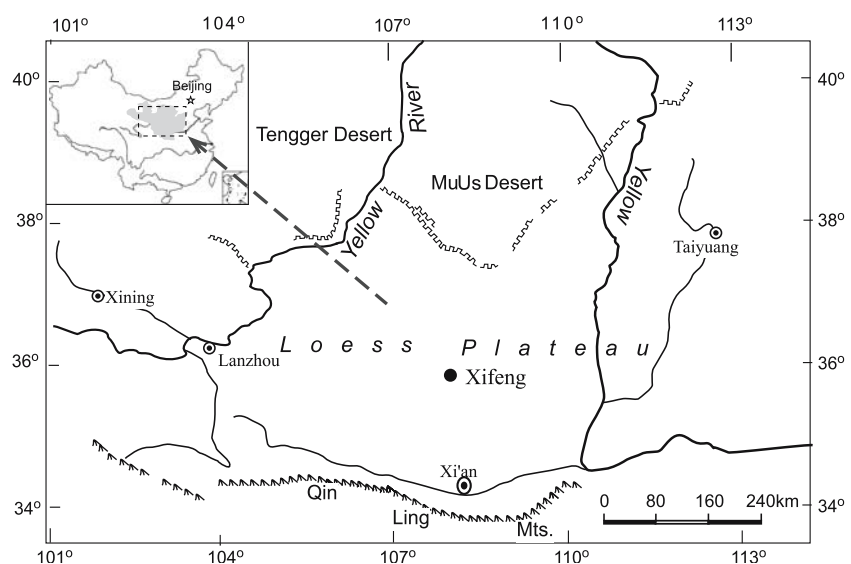 101° 104° 107° 110° 113°
40° 40°
Beijing
River
Tengger Desert
MuUs Desert
Yellow
Yellow
38° 38°
Taiyuang
Xining
Loess Plateau
Lanzhou
36° 36°
Xifeng
Xi'an
Qin
Ling
Mts.
0 80 160 240km
34° 34°
101° 104° 107° 110° 113°